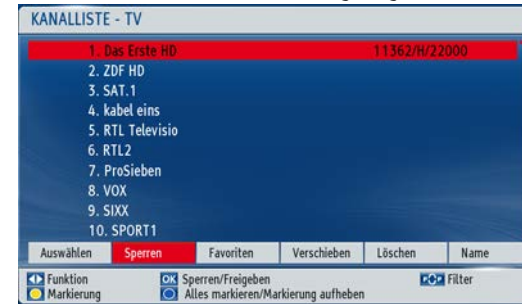 KANALLISTE - TV
1. Das Erste HD 11362/H/22000
2. ZDF HD
3. SAT.1
4. kabel eins
5. RTL Televisio
6. RTL2
7. ProSieben
8. VOX
9. SIXX
10. SPORT1
Auswählen Sperren Favoriten Verschieben Löschen Name
Funktion OK Sperren/Freigeben Filter
Markierung Alles markieren/Markierung aufheben